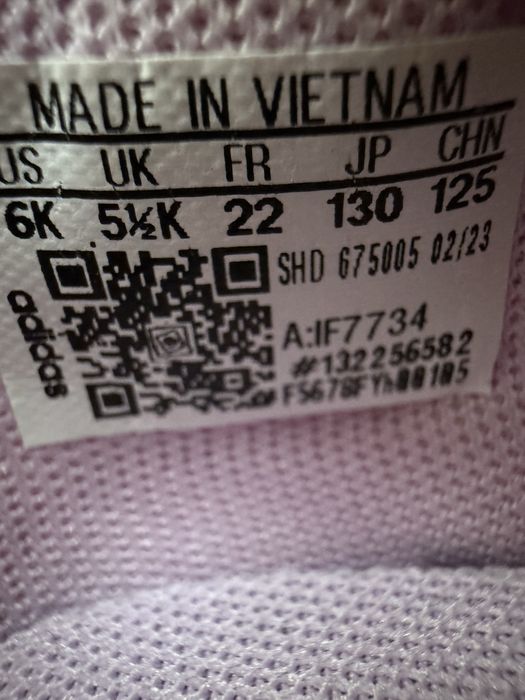 MADE IN VIETNAM
US UK FR JP CHN
6K 5½K 22 130 125
SHD 675005 02/23
adidas
A:IF7734
#132256582